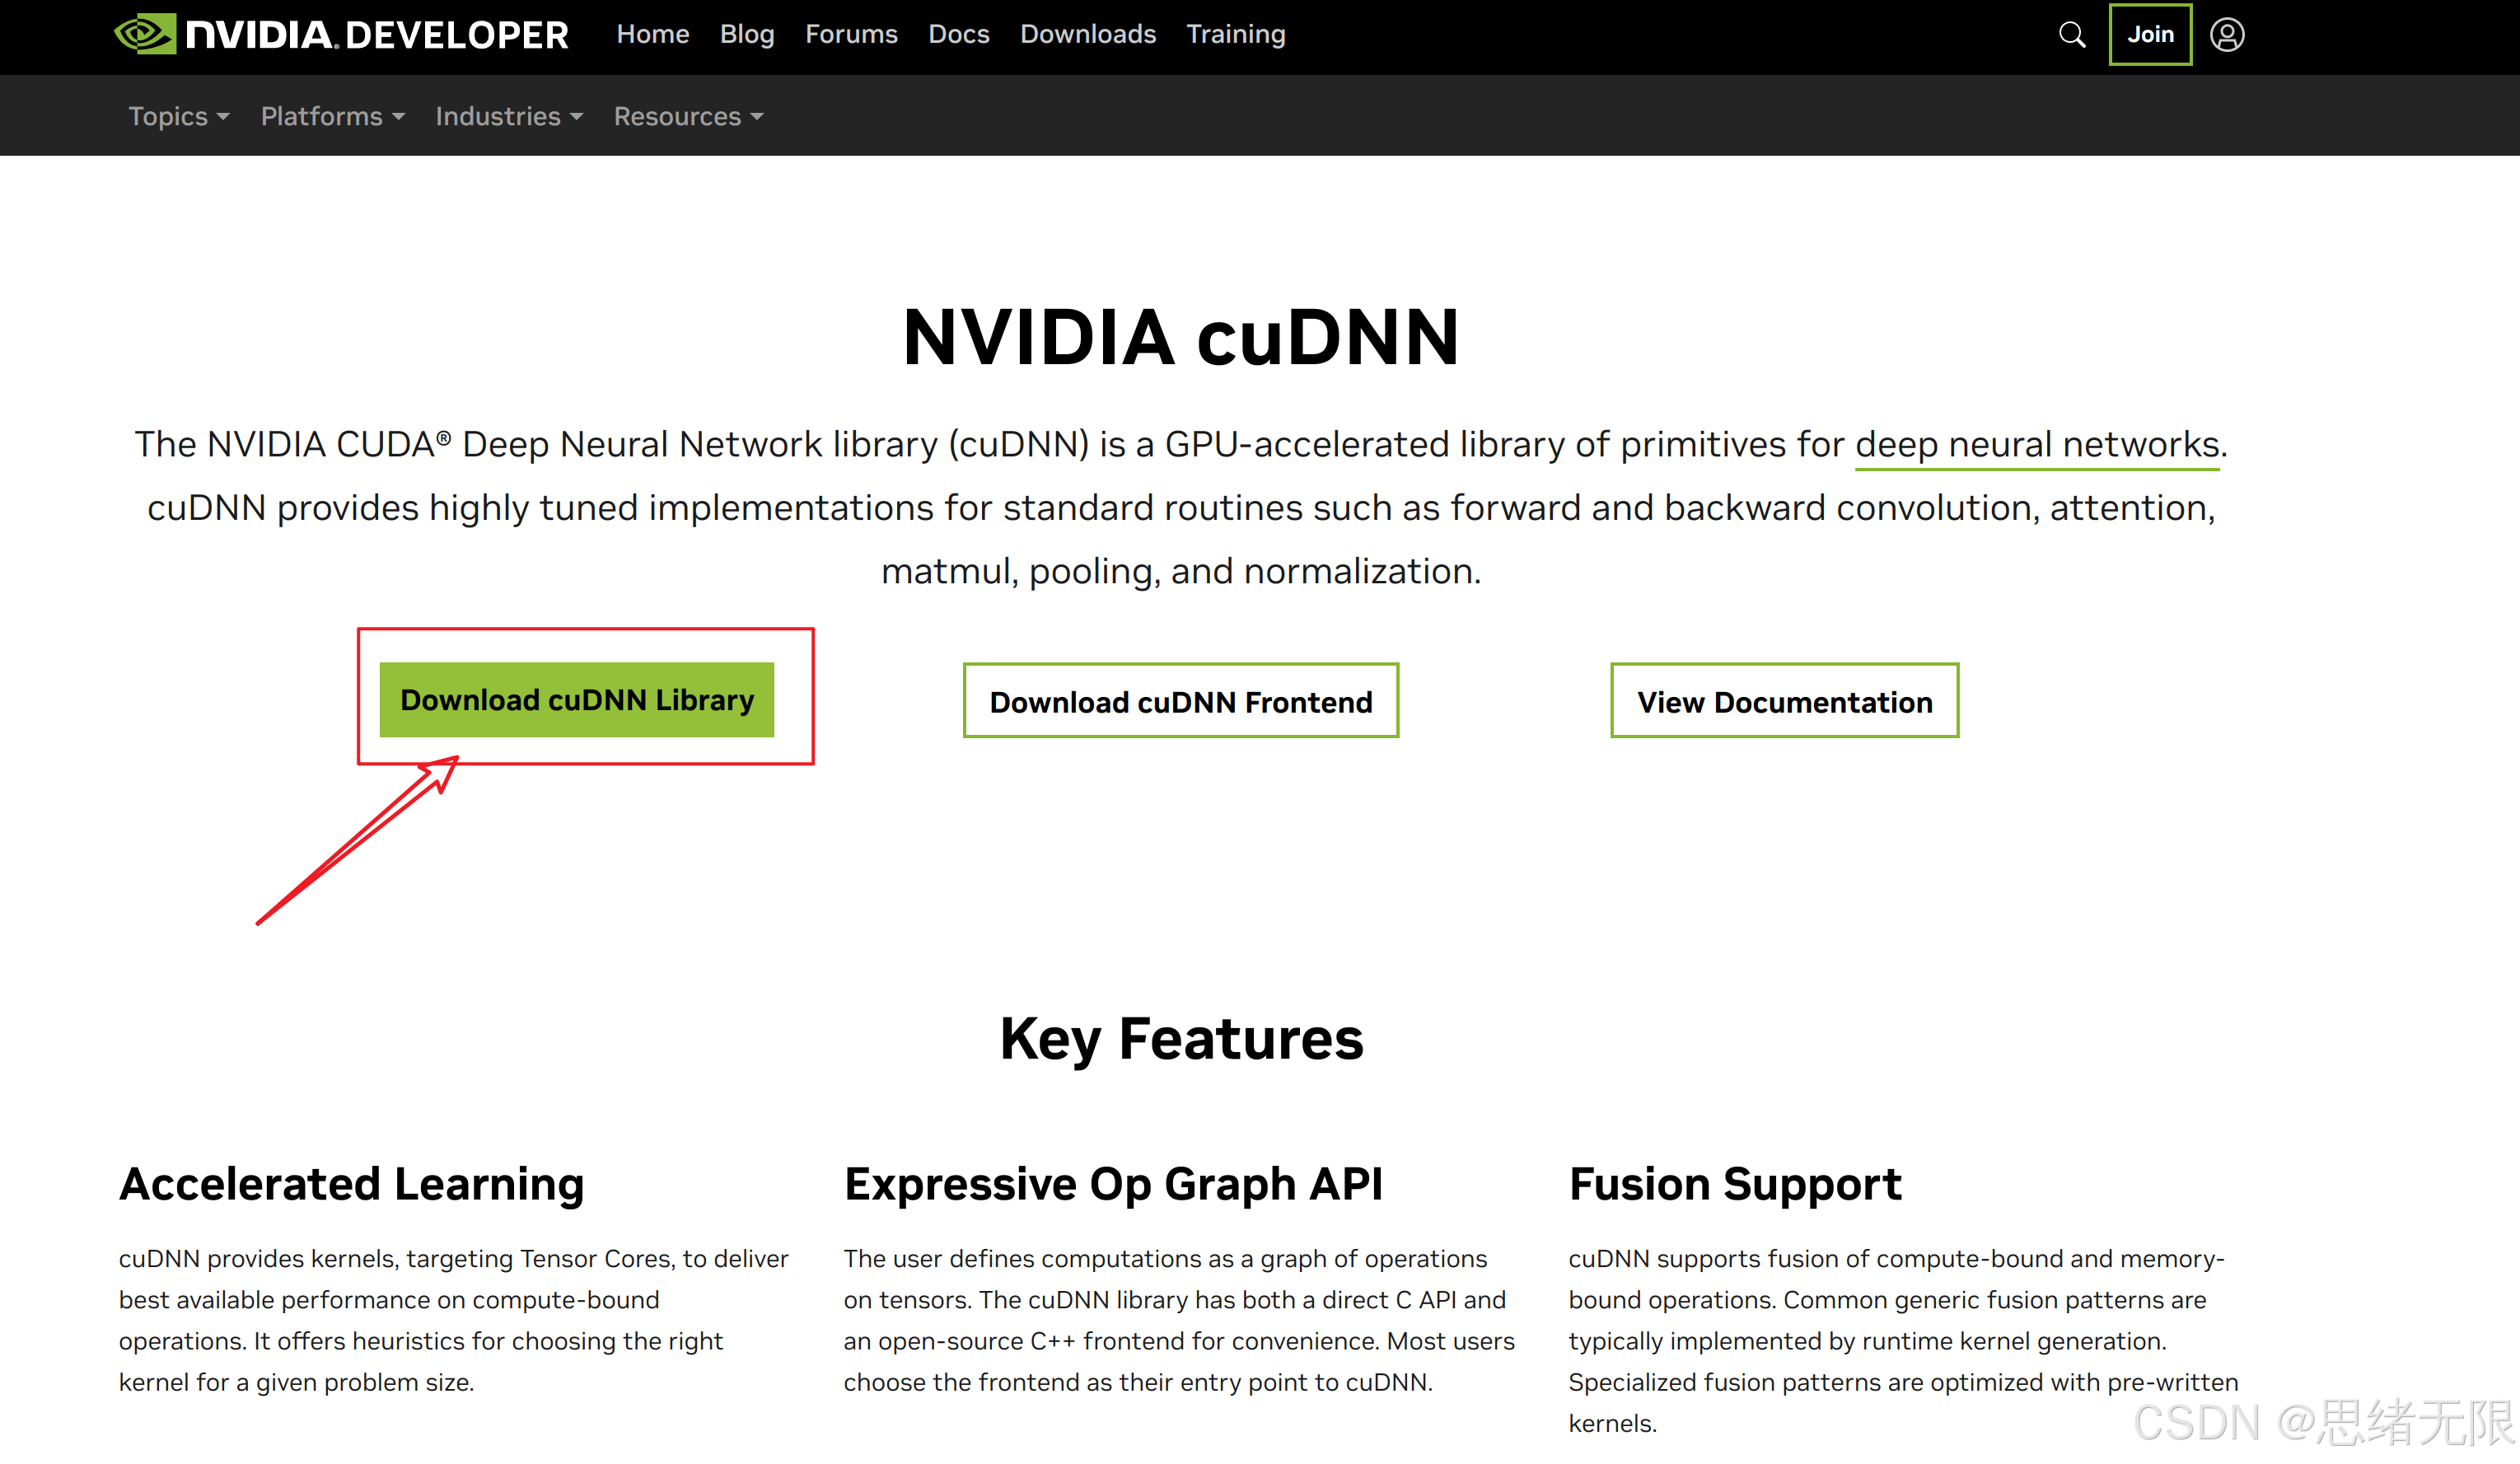 NVIDIA. DEVELOPER Home Blog Forums Docs Downloads Training Join
Topics Platforms Industries Resources
NVIDIA cuDNN
The NVIDIA CUDA® Deep Neural Network library (cuDNN) is a GPU-accelerated library of primitives for deep neural networks.
cuDNN provides highly tuned implementations for standard routines such as forward and backward convolution, attention,
matmul, pooling, and normalization.
Download cuDNN Library Download cuDNN Frontend View Documentation
Key Features
Accelerated Learning
cuDNN provides kernels, targeting Tensor Cores, to deliver
best available performance on compute-bound
operations. It offers heuristics for choosing the right
kernel for a given problem size.
Expressive Op Graph API
The user defines computations as a graph of operations
on tensors. The cuDNN library has both a direct C API and
an open-source C++ frontend for convenience. Most users
choose the frontend as their entry point to cuDNN.
Fusion Support
cuDNN supports fusion of compute-bound and memory-
bound operations. Common generic fusion patterns are
typically implemented by runtime kernel generation.
Specialized fusion patterns are optimized with pre-written
kernels.
CSDN @思绪无限